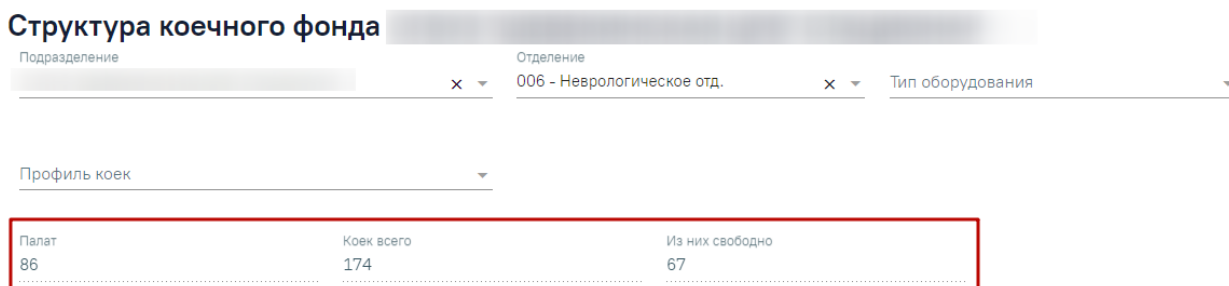 Структура коечного фонда
Подразделение
Отделение
006 - Неврологическое отд.
Тип оборудования
Профиль коек
Палат
Коек всего
Из них свободно
86
174
67